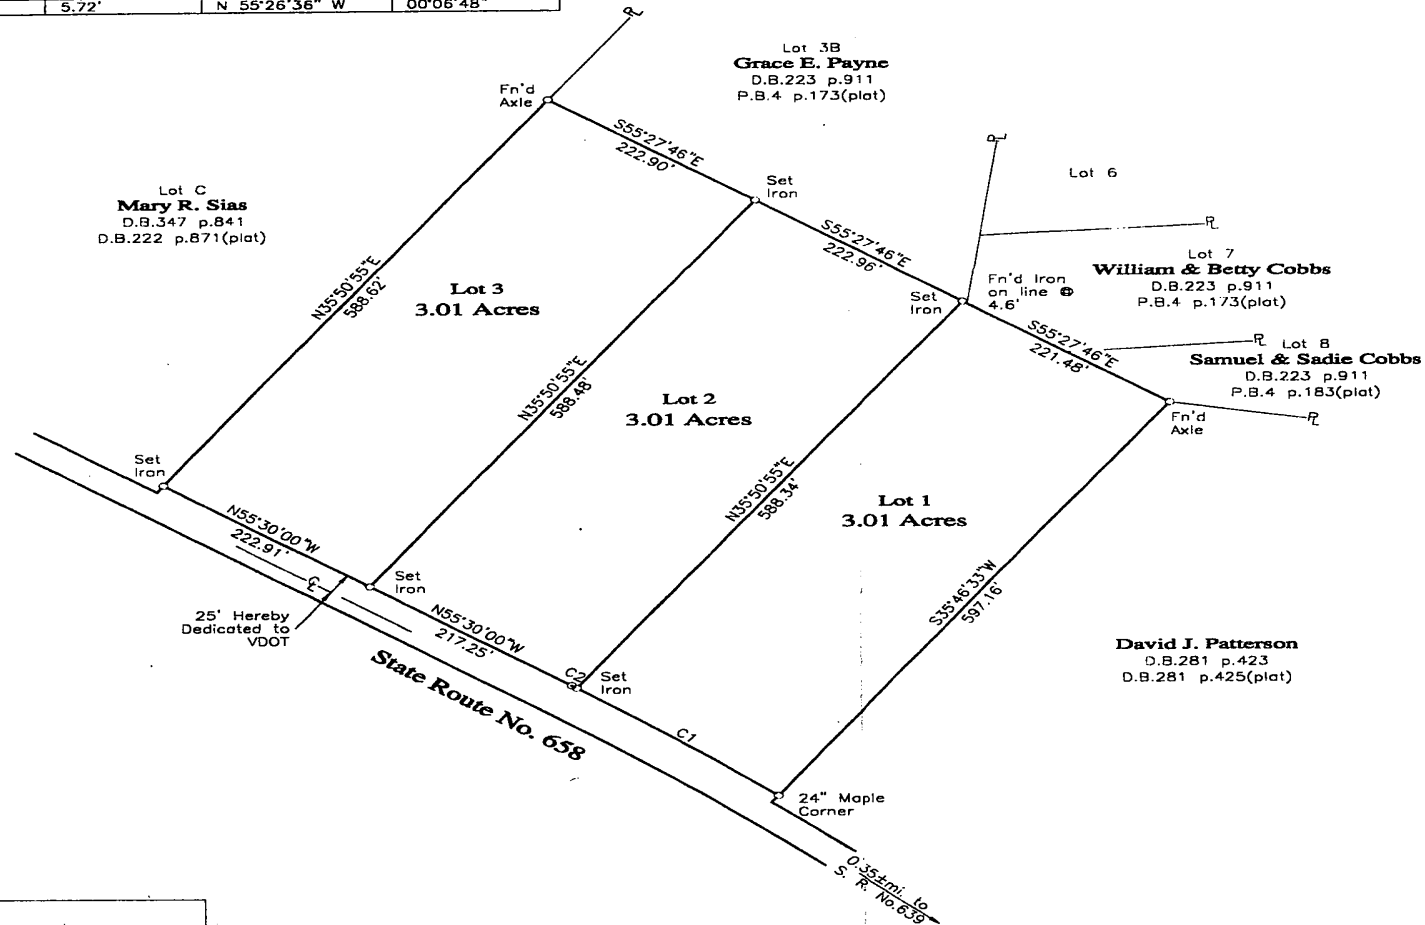 5.72' N 55°26'36" W 00°06'48"
PL
Lot 3B
Grace E. Payne
D.B.223 p.911
P.B.4 p.173(plat)
Fn'd
Axle
S55°27'46"E
222.90'
PL
Lot 6
Set
Iron
Lot C
Mary R. Sias
D.B.347 p.841
D.B.222 p.871(plat)
S55°27'46"E
222.96'
PL
Lot 7
William & Betty Cobbs
D.B.223 p.911
P.B.4 p.173(plat)
Fn'd Iron
on line @
4.6'
Set
Iron
N35°50'55"E
588.62'
Lot 3
3.01 Acres
S55°27'46"E
221.48'
PL
Lot 8
Samuel & Sadie Cobbs
D.B.223 p.911
P.B.4 p.183(plat)
PL
Fn'd
Axle
N35°50'55"E
588.48'
Lot 2
3.01 Acres
Set
Iron
N35°50'55"E
588.34'
Lot 1
3.01 Acres
N55°30'00"W
222.91'
CL
Set
Iron
25' Hereby
Dedicated to
VDOT
N55°30'00"W
217.25'
S35°46'33"W
597.16'
David J. Patterson
D.B.281 p.423
D.B.281 p.425(plat)
C2
Set
Iron
State Route No. 658
C1
24" Maple
Corner
0.35±mi. to
S. R. No.639